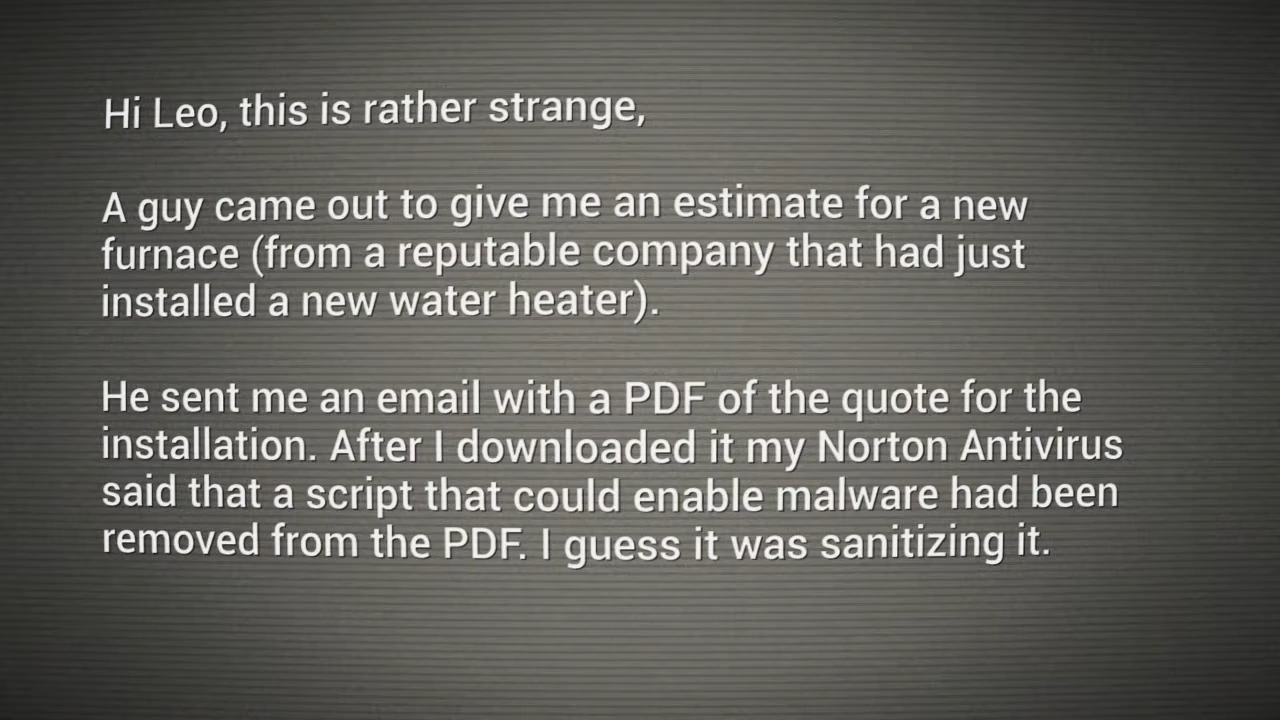 Hi Leo, this is rather strange,
A guy came out to give me an estimate for a new
furnace (from a reputable company that had just
installed a new water heater).
He sent me an email with a PDF of the quote for the
installation. After I downloaded it my Norton Antivirus
said that a script that could enable malware had been
removed from the PDF. I guess it was sanitizing it.